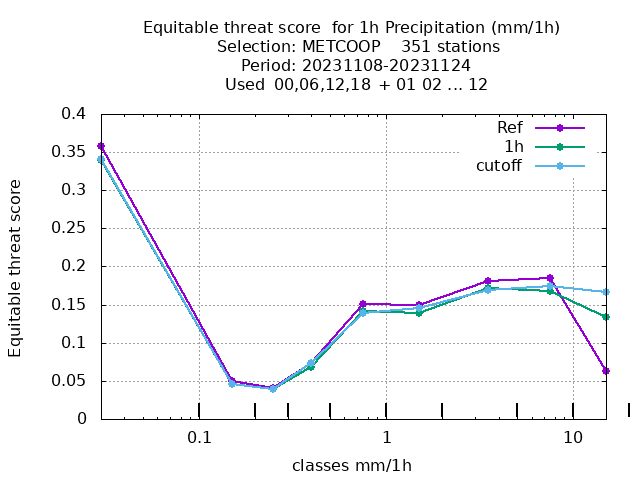 Equitable threat score  for 1h Precipitation (mm/1h)
Selection: METCOOP    351 stations
Period: 20231108-20231124
Used  00,06,12,18 + 01 02 ... 12
Ref
1h
cutoff
Equitable threat score
0.4
0.35
0.3
0.25
0.2
0.15
0.1
0.05
0
0.1
1
10
classes mm/1h